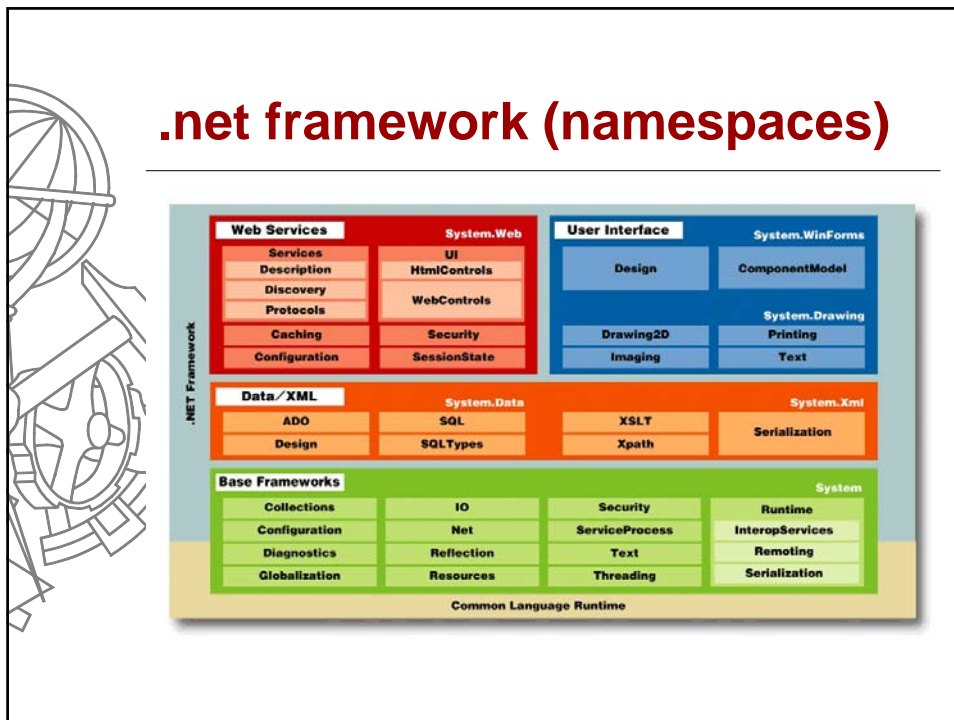 .net framework (namespaces)
.NET Framework
Web Services
System.Web
Services
Description
Discovery
Protocols
Caching
Configuration
UI
HtmlControls
WebControls
Security
SessionState
User Interface
System.WinForms
Design
ComponentModel
System.Drawing
Drawing2D
Printing
Imaging
Text
Data/XML
System.Data
System.Xml
ADO
SQL
Design
SQLTypes
XSLT
Xpath
Serialization
Base Frameworks
System
Collections
Configuration
Diagnostics
Globalization
IO
Net
Reflection
Resources
Security
ServiceProcess
Text
Threading
Runtime
InteropServices
Remoting
Serialization
Common Language Runtime